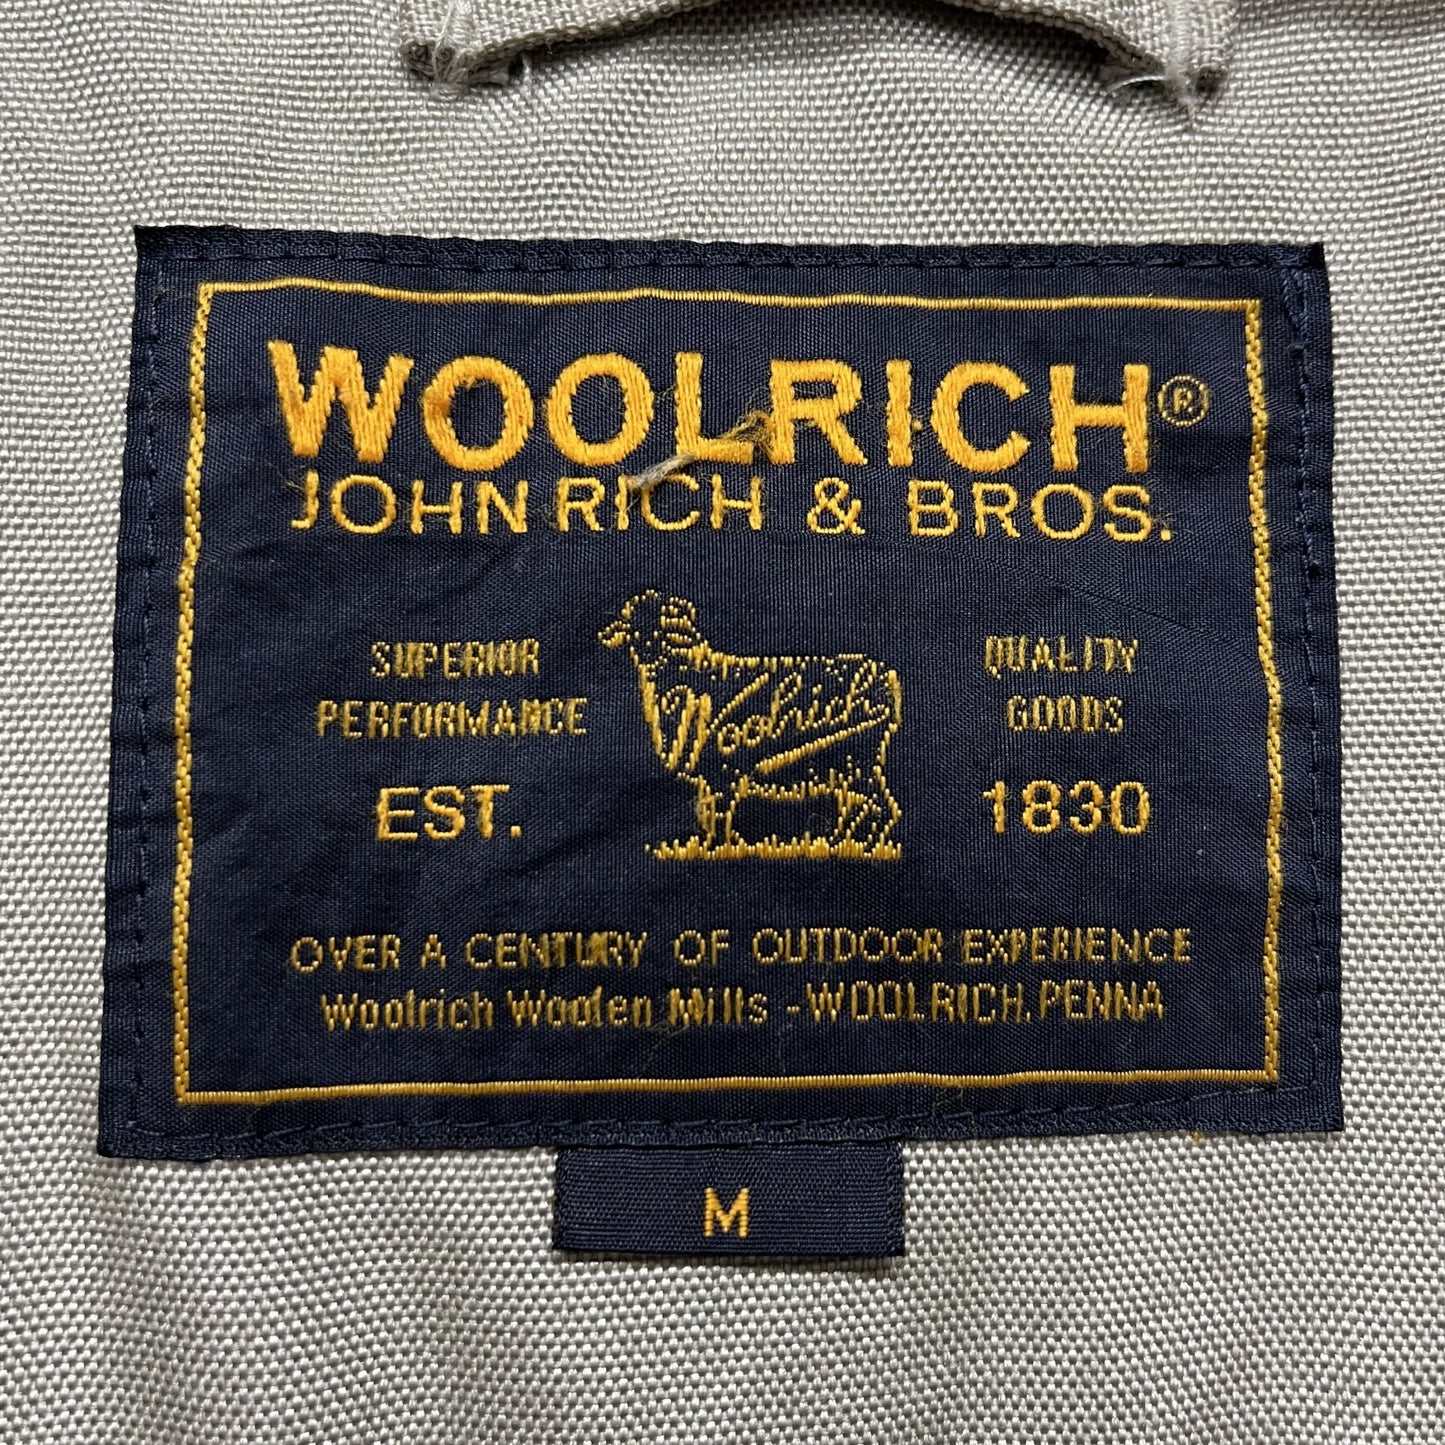 WOOLRICH®
JOHN RICH & BROS.
SUPERIOR
PERFORMANCE
Woolrich
QUALITY
GOODS
EST.
1830
OVER A CENTURY OF OUTDOOR EXPERIENCE
Woolrich Woolen Mills - WOOLRICH, PENNA
M